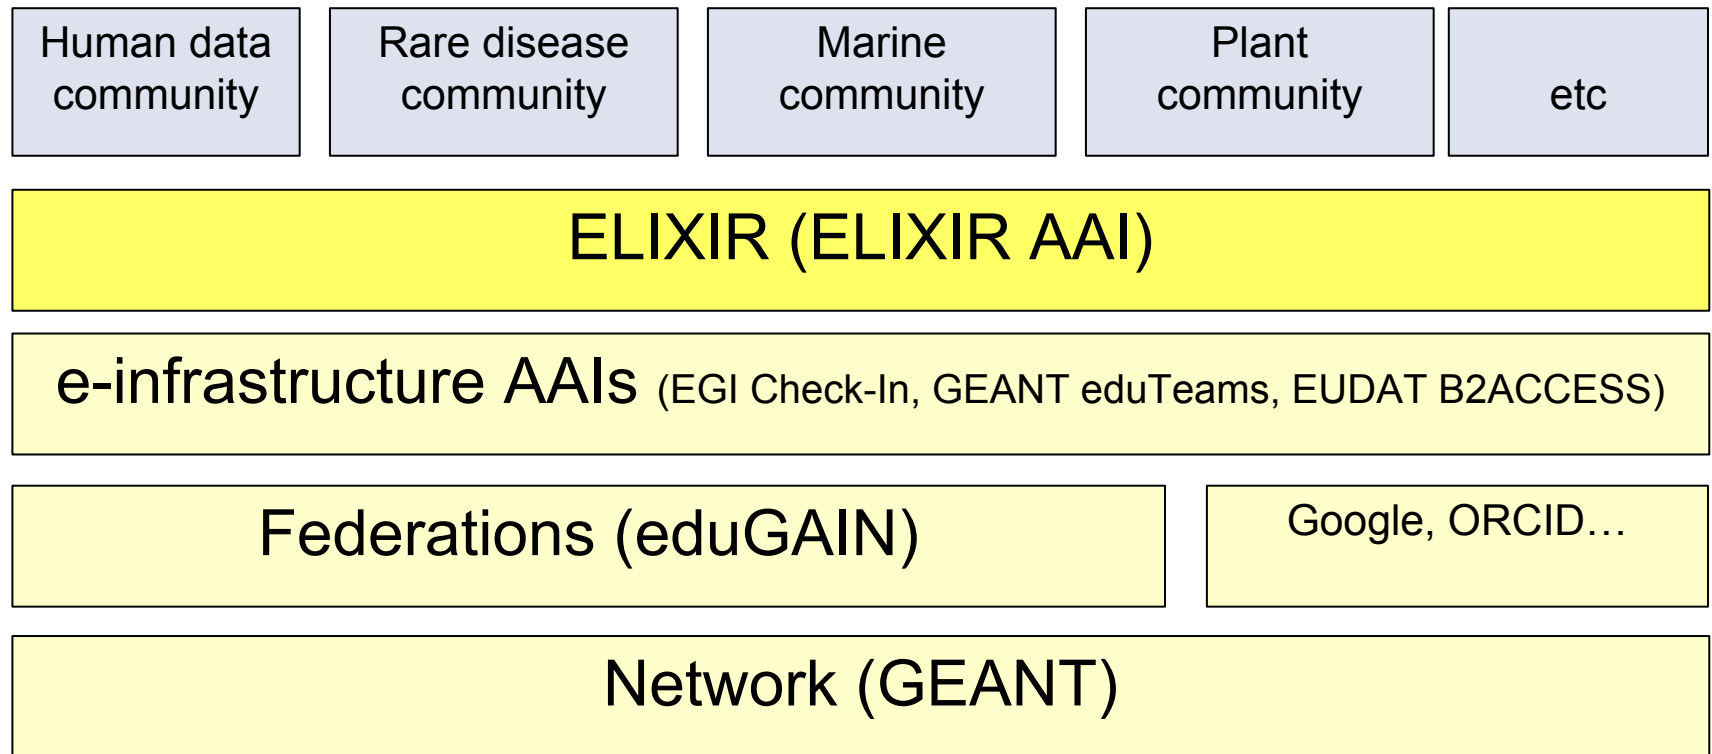 Human data
community
Rare disease
community
Marine
community
Plant
community
etc
ELIXIR (ELIXIR AAI)
e-infrastructure AAIs (EGI Check-In, GEANT eduTeams, EUDAT B2ACCESS)
Federations (eduGAIN)
Google, ORCID…
Network (GEANT)